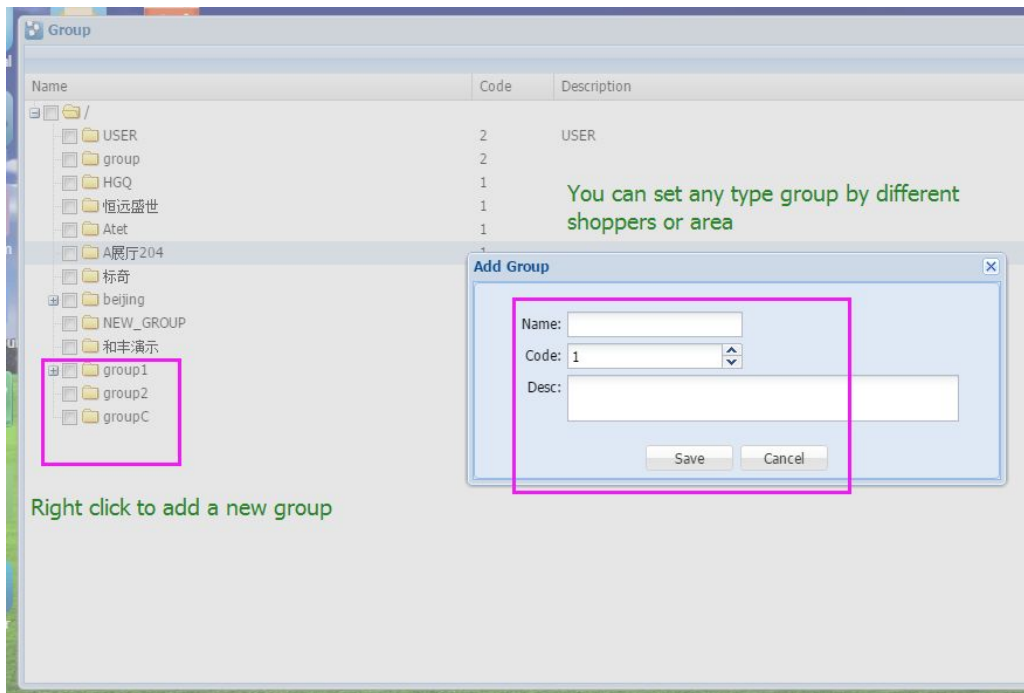 Group
Name Code Description
/
USER 2 USER
group 2
HGQ 1
恒远盛世 1
Atet 1
A展厅204
标奇
beijing
NEW_GROUP
和丰演示
group1
group2
groupC
You can set any type group by different
shoppers or area
Add Group
Name:
Code: 1
Desc:
Save Cancel
Right click to add a new group